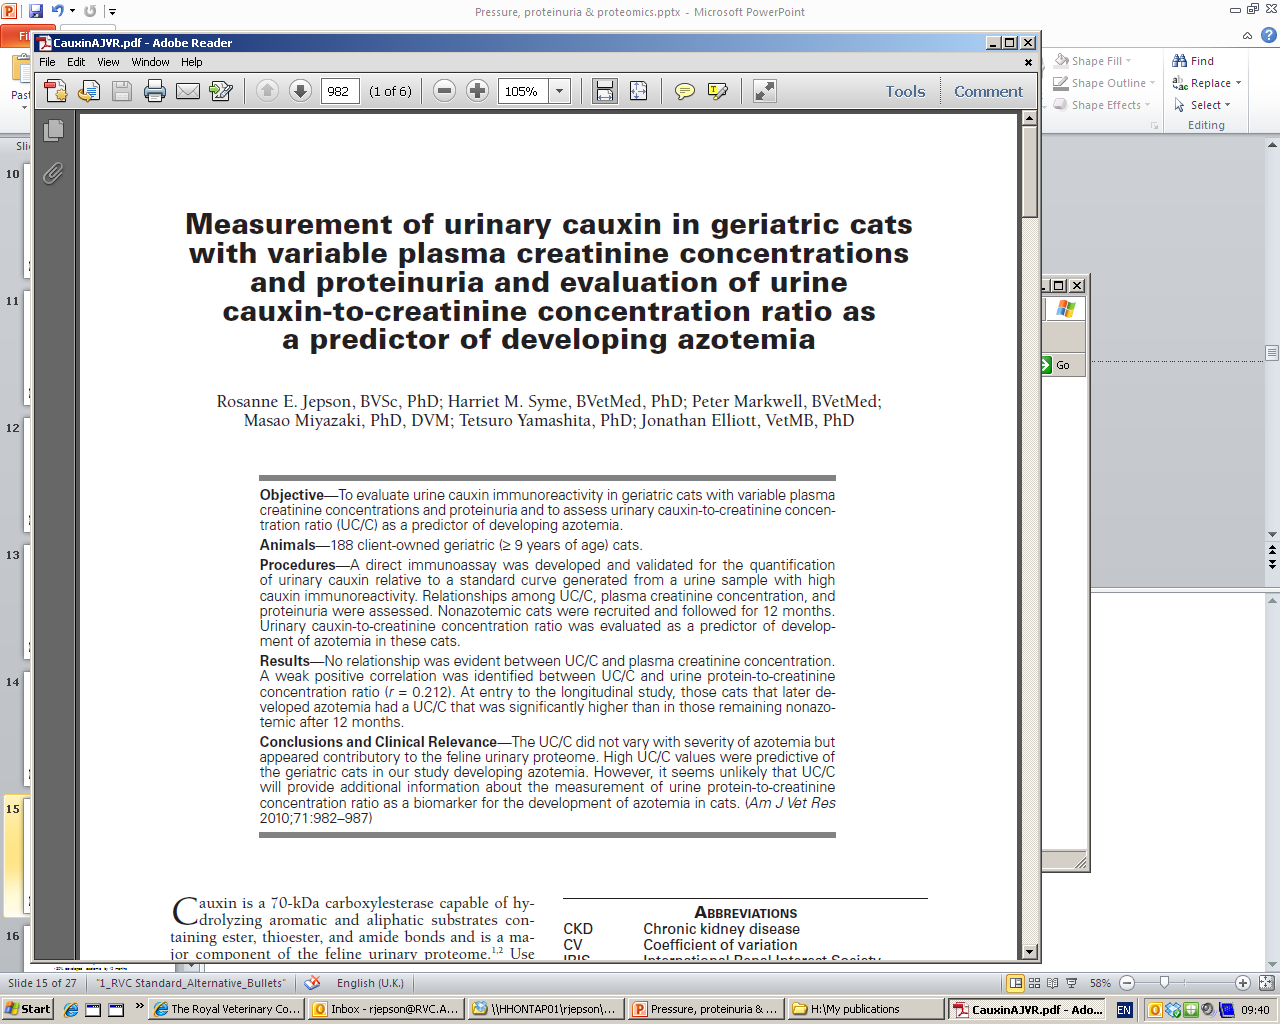 Pressure, proteinuria & proteomics.pptx - Microsoft PowerPoint
CauxinAJVR.pdf - Adobe Reader
File Edit View Window Help
982 (1 of 6) 105% Tools Comment
Shape Fill Find
Shape Outline Replace
Shape Effects Select
Editing
10
11
12
13
14
15
16
Go
Measurement of urinary cauxin in geriatric cats
with variable plasma creatinine concentrations
and proteinuria and evaluation of urine
cauxin-to-creatinine concentration ratio as
a predictor of developing azotemia
Rosanne E. Jepson, BVSc, PhD; Harriet M. Syme, BVetMed, PhD; Peter Markwell, BVetMed;
Masao Miyazaki, PhD, DVM; Tetsuro Yamashita, PhD; Jonathan Elliott, VetMB, PhD
Objective—To evaluate urine cauxin immunoreactivity in geriatric cats with variable plasma
creatinine concentrations and proteinuria and to assess urinary cauxin-to-creatinine concen-
tration ratio (UC/C) as a predictor of developing azotemia.
Animals—188 client-owned geriatric (≥ 9 years of age) cats.
Procedures—A direct immunoassay was developed and validated for the quantification
of urinary cauxin relative to a standard curve generated from a urine sample with high
cauxin immunoreactivity. Relationships among UC/C, plasma creatinine concentration, and
proteinuria were assessed. Nonazotemic cats were recruited and followed for 12 months.
Urinary cauxin-to-creatinine concentration ratio was evaluated as a predictor of develop-
ment of azotemia in these cats.
Results—No relationship was evident between UC/C and plasma creatinine concentration.
A weak positive correlation was identified between UC/C and urine protein-to-creatinine
concentration ratio (r = 0.212). At entry to the longitudinal study, those cats that later de-
veloped azotemia had a UC/C that was significantly higher than in those remaining nonazo-
temic after 12 months.
Conclusions and Clinical Relevance—The UC/C did not vary with severity of azotemia but
appeared contributory to the feline urinary proteome. High UC/C values were predictive of
the geriatric cats in our study developing azotemia. However, it seems unlikely that UC/C
will provide additional information about the measurement of urine protein-to-creatinine
concentration ratio as a biomarker for the development of azotemia in cats. (Am J Vet Res
2010;71:982–987)
Cauxin is a 70-kDa carboxylesterase capable of hy-
drolyzing aromatic and aliphatic substrates con-
taining ester, thioester, and amide bonds and is a ma-
jor component of the feline urinary proteome.1,2 Use
ABBREVIATIONS
CKD Chronic kidney disease
CV Coefficient of variation
IRIS International Renal Interest Society
Slide 15 of 27 "1_RVC Standard_Alternative_Bullets" English (U.K.) 58%
Start The Royal Veterinary Co... Inbox - rjepson@RVC.A... \\HHONTAP01\rjepson\... Pressure, proteinuria & ... H:\My publications CauxinAJVR.pdf - Ado... EN 09:40